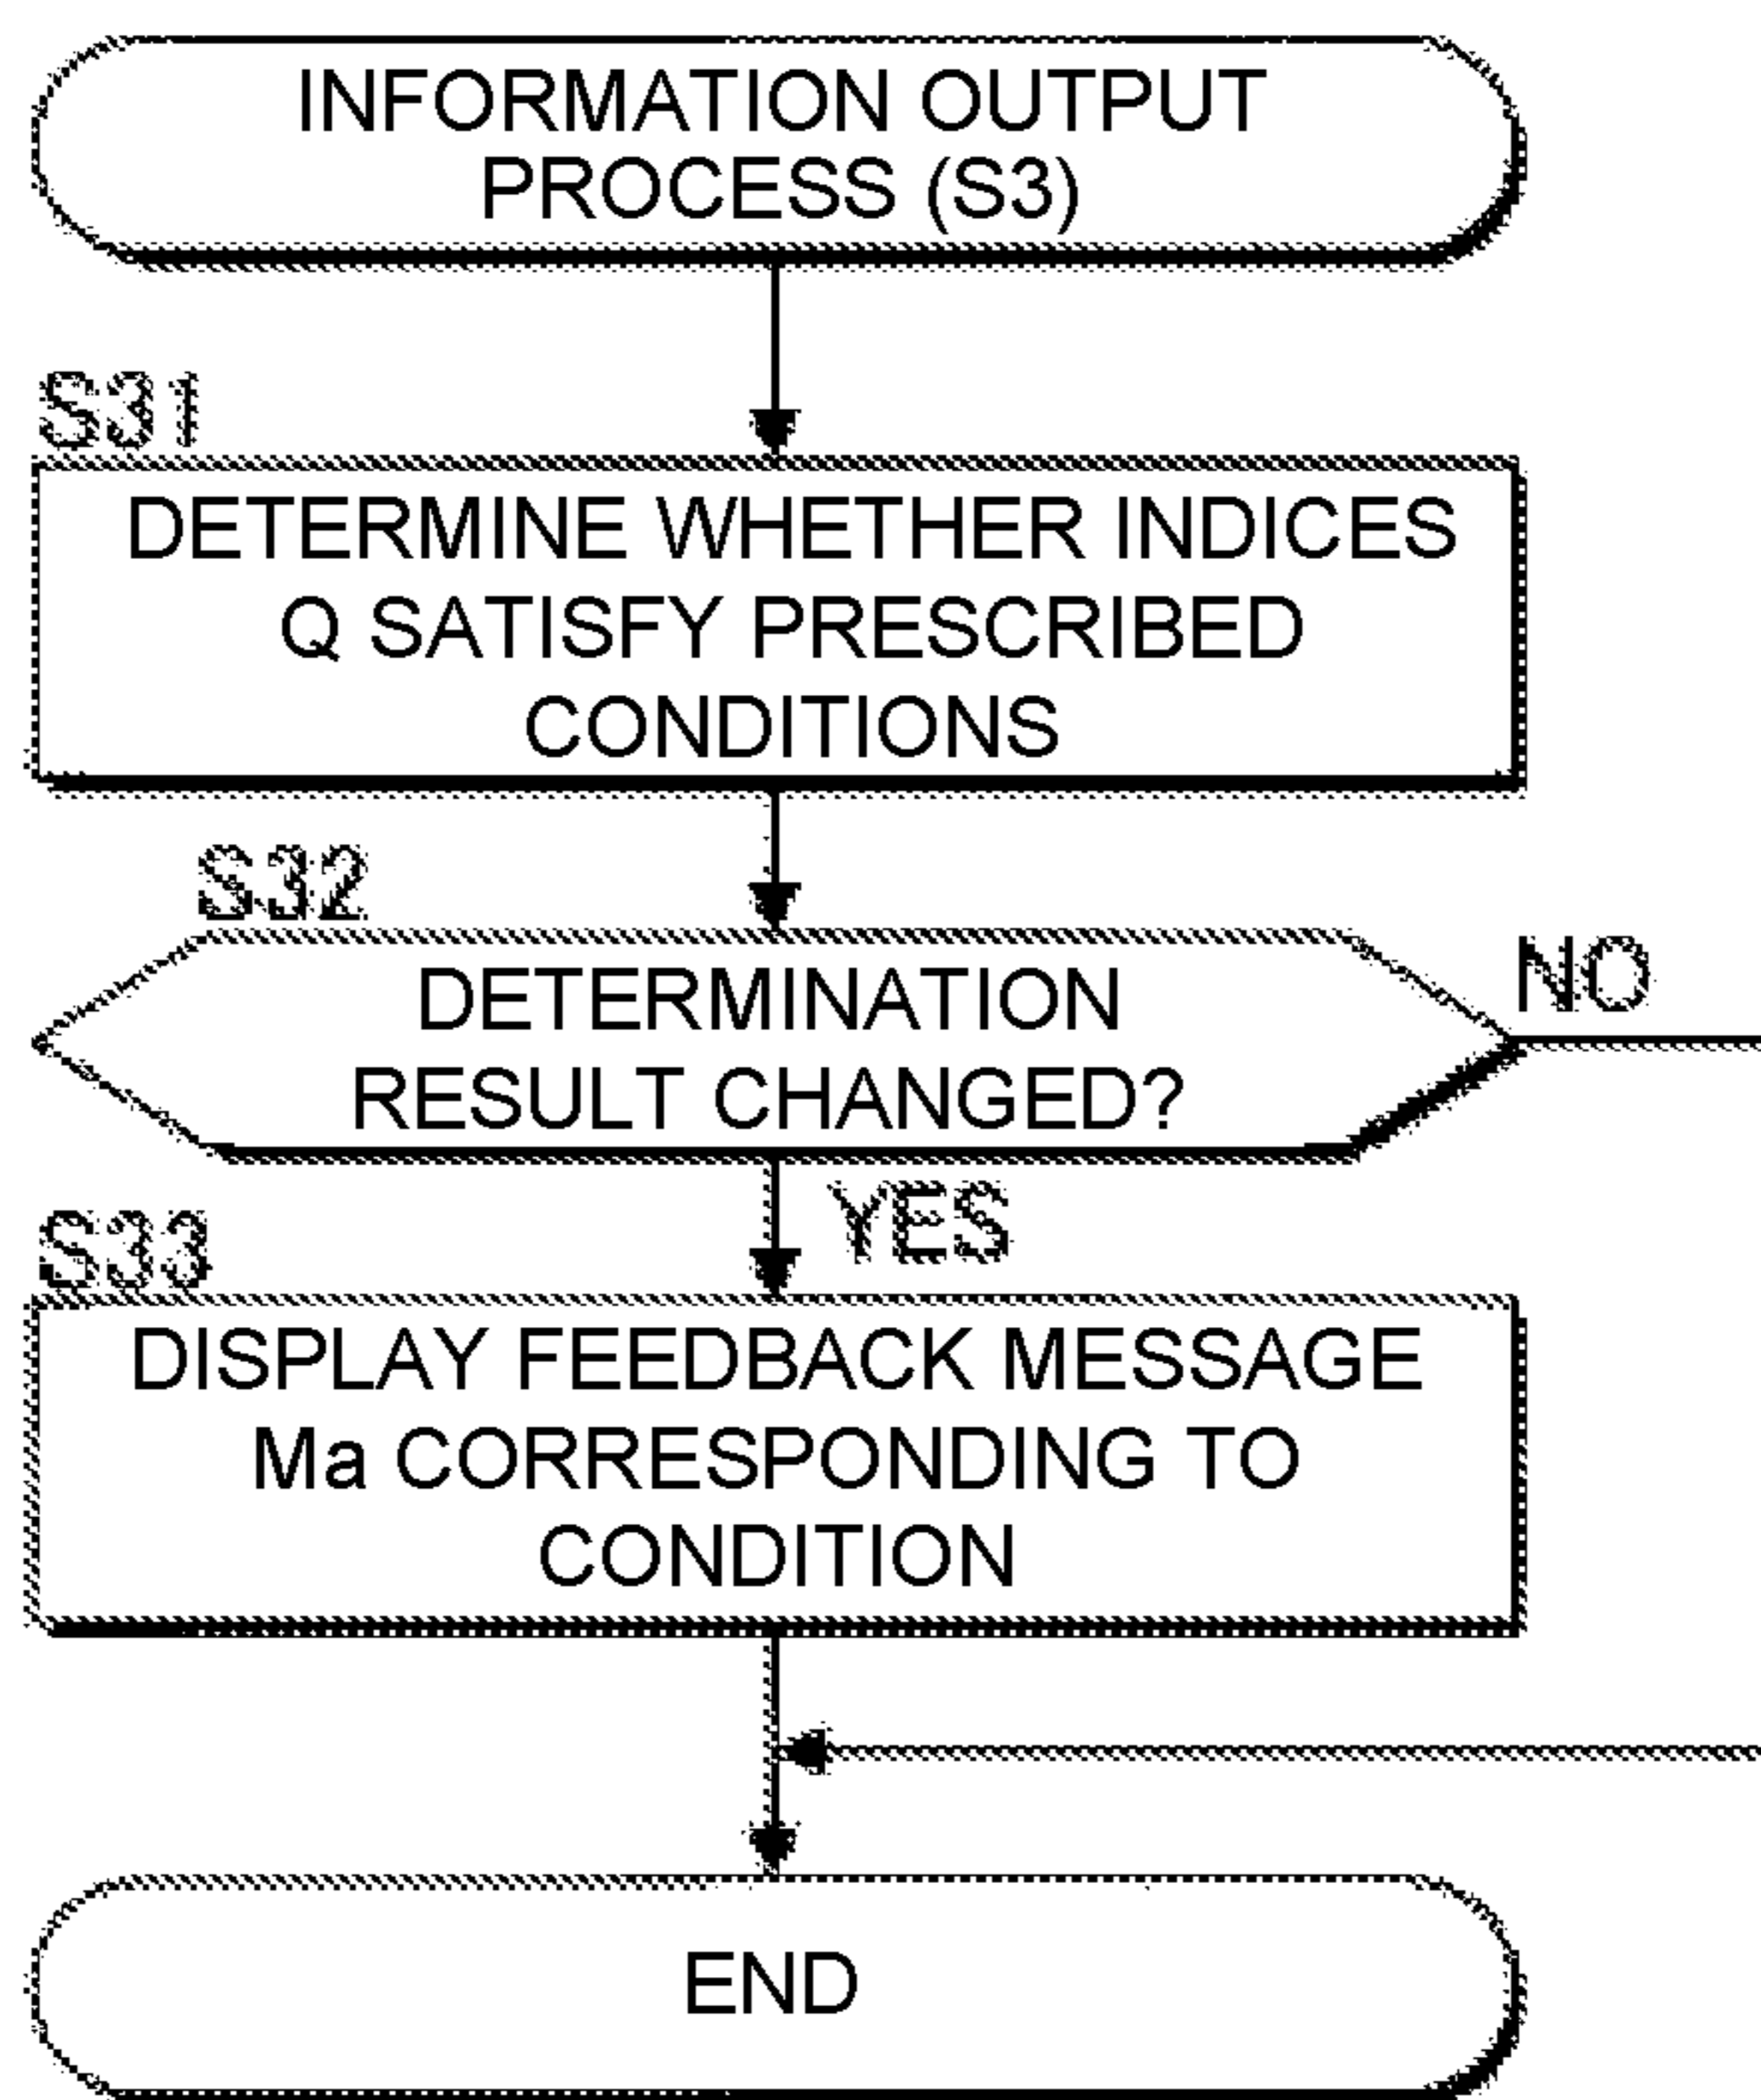 INFORMATION OUTPUT
PROCESS (S3)
S31
DETERMINE WHETHER INDICES
Q SATISFY PRESCRIBED
CONDITIONS
S32
DETERMINATION
RESULT CHANGED?
NO
YES
S33
DISPLAY FEEDBACK MESSAGE
Ma CORRESPONDING TO
CONDITION
END